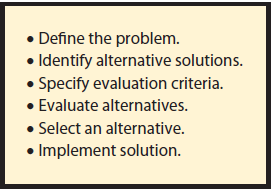 • Define the problem.
• Identify alternative solutions.
• Specify evaluation criteria.
• Evaluate alternatives.
• Select an alternative.
• Implement solution.